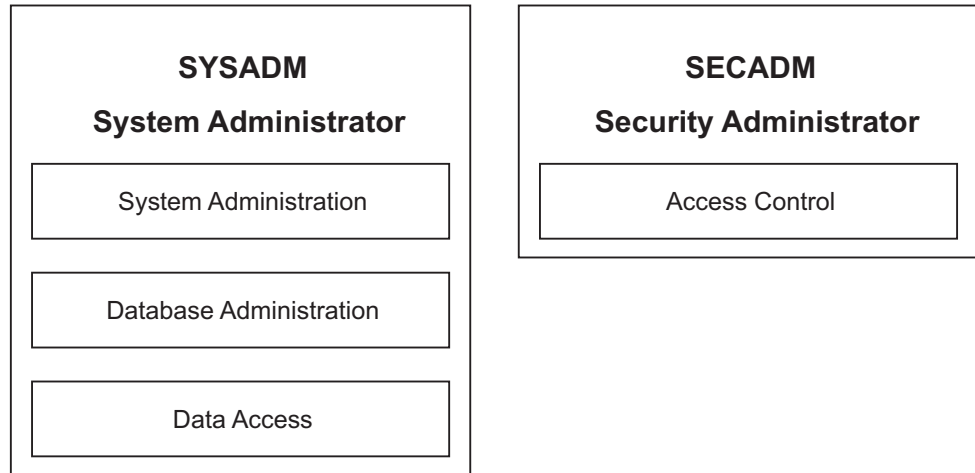 SYSADM
System Administrator
System Administration
Database Administration
Data Access
SECADM
Security Administrator
Access Control